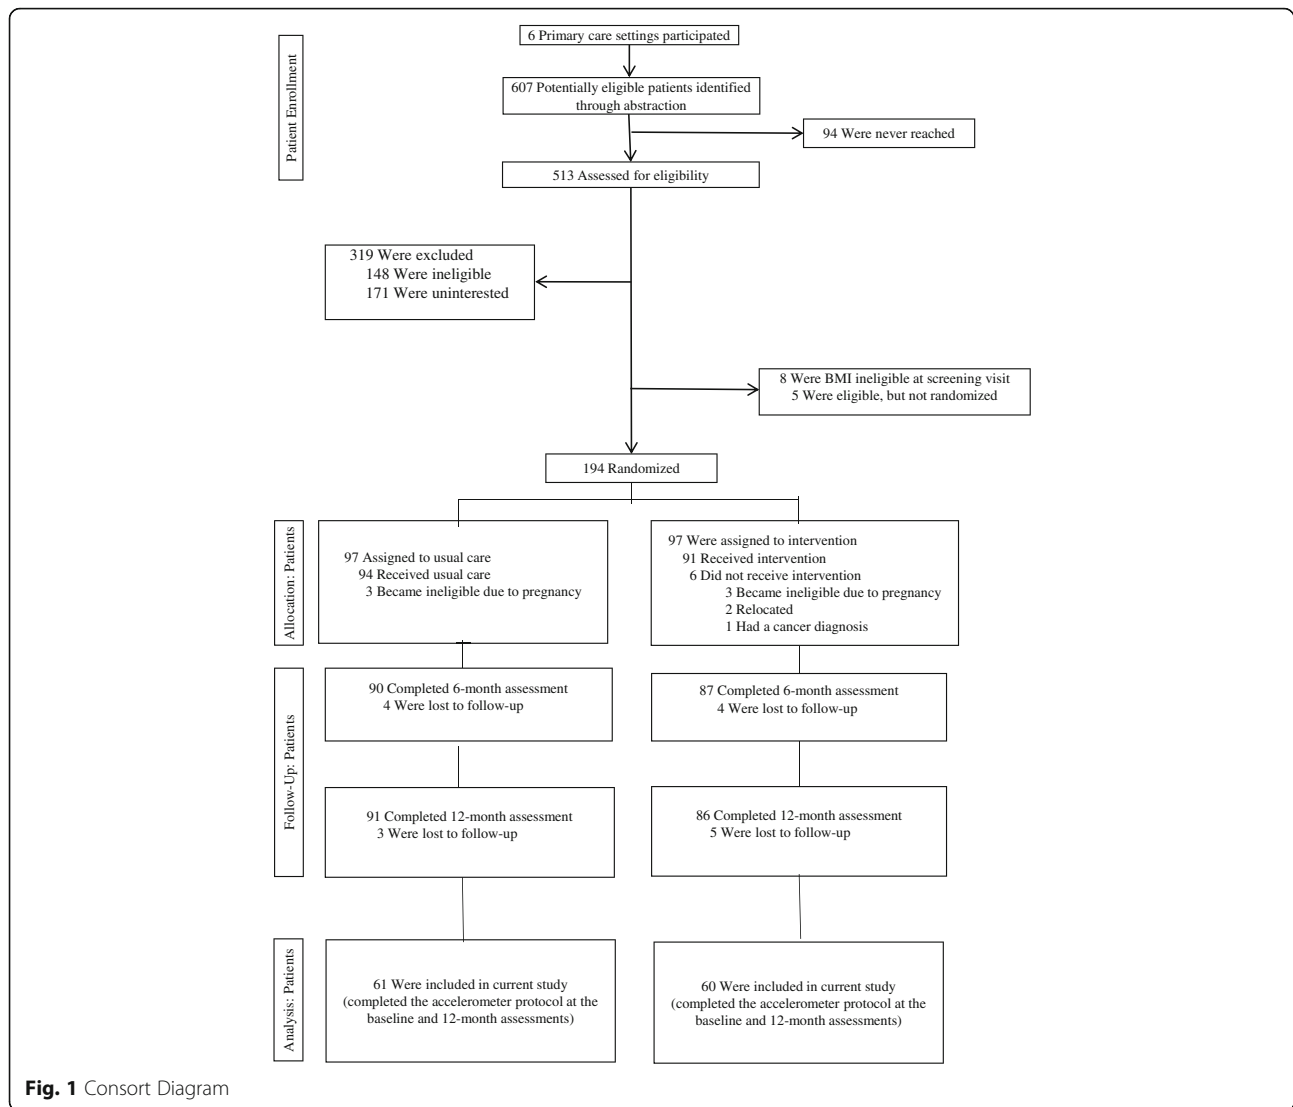 Patient Enrollment
6 Primary care settings participated
607 Potentially eligible patients identified
through abstraction
94 Were never reached
513 Assessed for eligibility
319 Were excluded
148 Were ineligible
171 Were uninterested
8 Were BMI ineligible at screening visit
5 Were eligible, but not randomized
194 Randomized
Allocation: Patients
97 Assigned to usual care
94 Received usual care
3 Became ineligible due to pregnancy
97 Were assigned to intervention
91 Received intervention
6 Did not receive intervention
3 Became ineligible due to pregnancy
2 Relocated
1 Had a cancer diagnosis
Follow-Up: Patients
90 Completed 6-month assessment
4 Were lost to follow-up
87 Completed 6-month assessment
4 Were lost to follow-up
91 Completed 12-month assessment
3 Were lost to follow-up
86 Completed 12-month assessment
5 Were lost to follow-up
Analysis: Patients
61 Were included in current study
(completed the accelerometer protocol at the
baseline and 12-month assessments)
60 Were included in current study
(completed the accelerometer protocol at the
baseline and 12-month assessments)
Fig. 1 Consort Diagram